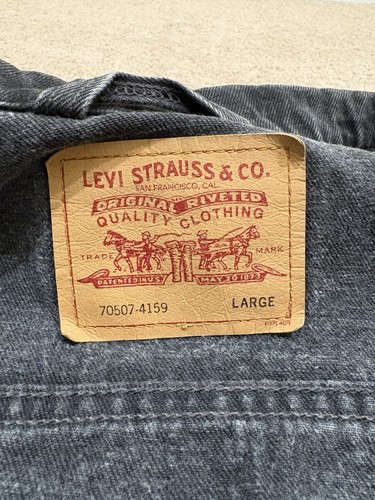 LEVI STRAUSS & CO.
SAN FRANCISCO, CAL
ORIGINAL RIVETED
QUALITY CLOTHING
TRADE MARK
PATENTED IN U.S. MAY 20 1873
70507-4159 LARGE